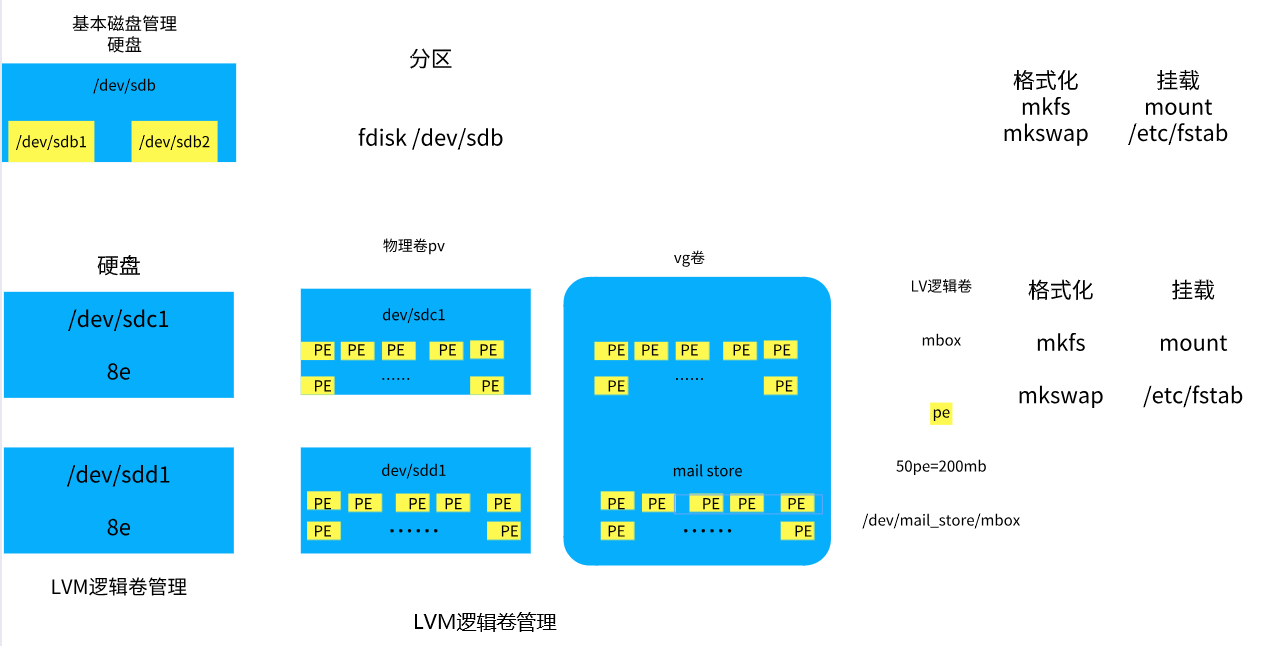 基本磁盘管理
硬盘
/dev/sdb
/dev/sdb1
/dev/sdb2
分区
fdisk /dev/sdb
格式化
mkfs
mkswap
挂载
mount
/etc/fstab
硬盘
/dev/sdc1
8e
/dev/sdd1
8e
LVM逻辑卷管理
物理卷pv
dev/sdc1
PE PE PE PE PE
PE ...... PE
dev/sdd1
PE PE PE PE PE
PE ...... PE
vg卷
PE PE PE PE PE
PE ...... PE
mail store
PE PE PE PE PE
PE ...... PE
LV逻辑卷
mbox
pe
50pe=200mb
/dev/mail_store/mbox
格式化
mkfs
mkswap
挂载
mount
/etc/fstab
LVM逻辑卷管理